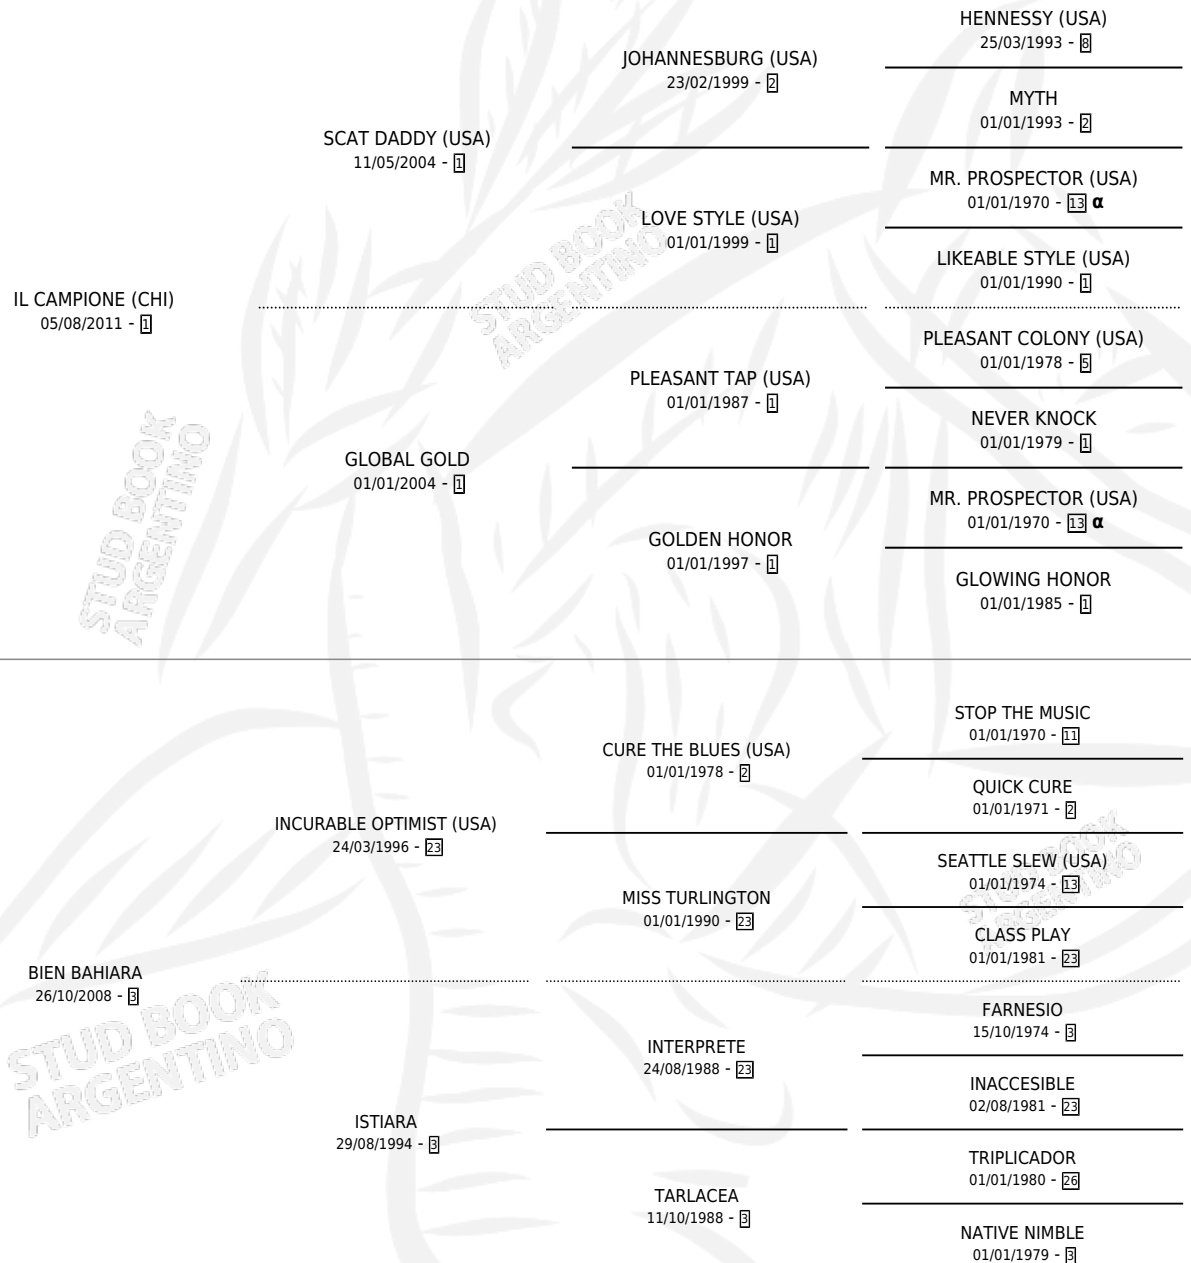 HENNESSY (USA)
25/03/1993 - 8
JOHANNESBURG (USA)
23/02/1999 - 2
MYTH
01/01/1993 - 2
SCAT DADDY (USA)
11/05/2004 - 1
MR. PROSPECTOR (USA)
01/01/1970 - 13 α
LOVE STYLE (USA)
01/01/1999 - 1
LIKEABLE STYLE (USA)
01/01/1990 - 1
IL CAMPIONE (CHI)
05/08/2011 - 1
PLEASANT COLONY (USA)
01/01/1978 - 5
PLEASANT TAP (USA)
01/01/1987 - 1
NEVER KNOCK
01/01/1979 - 1
GLOBAL GOLD
01/01/2004 - 1
MR. PROSPECTOR (USA)
01/01/1970 - 13 α
GOLDEN HONOR
01/01/1997 - 1
GLOWING HONOR
01/01/1985 - 1
STOP THE MUSIC
01/01/1970 - 11
CURE THE BLUES (USA)
01/01/1978 - 2
QUICK CURE
01/01/1971 - 2
INCURABLE OPTIMIST (USA)
24/03/1996 - 23
SEATTLE SLEW (USA)
01/01/1974 - 13
MISS TURLINGTON
01/01/1990 - 23
CLASS PLAY
01/01/1981 - 23
BIEN BAHIARA
26/10/2008 - 3
FARNESIO
15/10/1974 - 3
INTERPRETE
24/08/1988 - 23
INACCESIBLE
02/08/1981 - 23
ISTIARA
29/08/1994 - 3
TRIPLICADOR
01/01/1980 - 26
TARLACEA
11/10/1988 - 3
NATIVE NIMBLE
01/01/1979 - 3
STUD BOOK
ARGENTINO
STUD BOOK
ARGENTINO
STUD BOOK
ARGENTINO
STUD BOOK
ARGENTINO